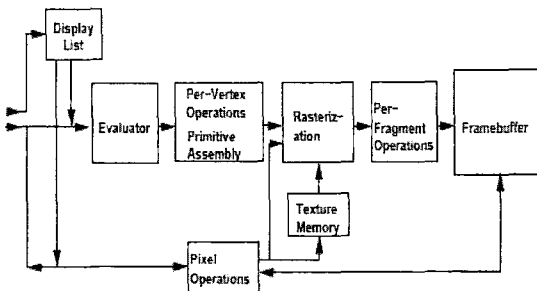 Display
List
Evaluator
Per-Vertex Operations
Primitive
Assembly
Rasteriz-
ation
Per-
Fragment
Operations
Framebuffer
Texture
Memory
Pixel
Operations